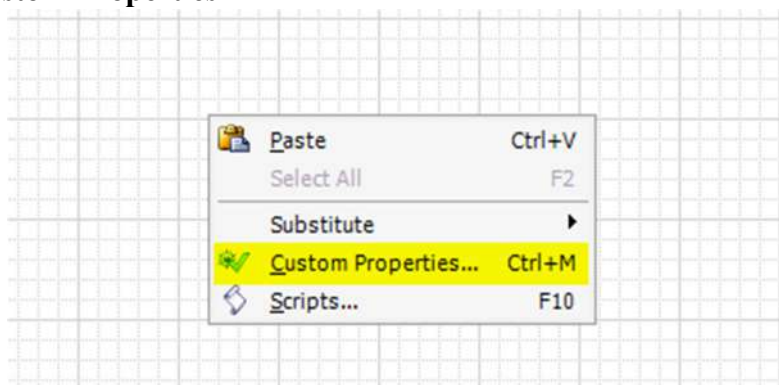 Paste Ctrl+V
Select All F2
Substitute
Custom Properties... Ctrl+M
Scripts... F10